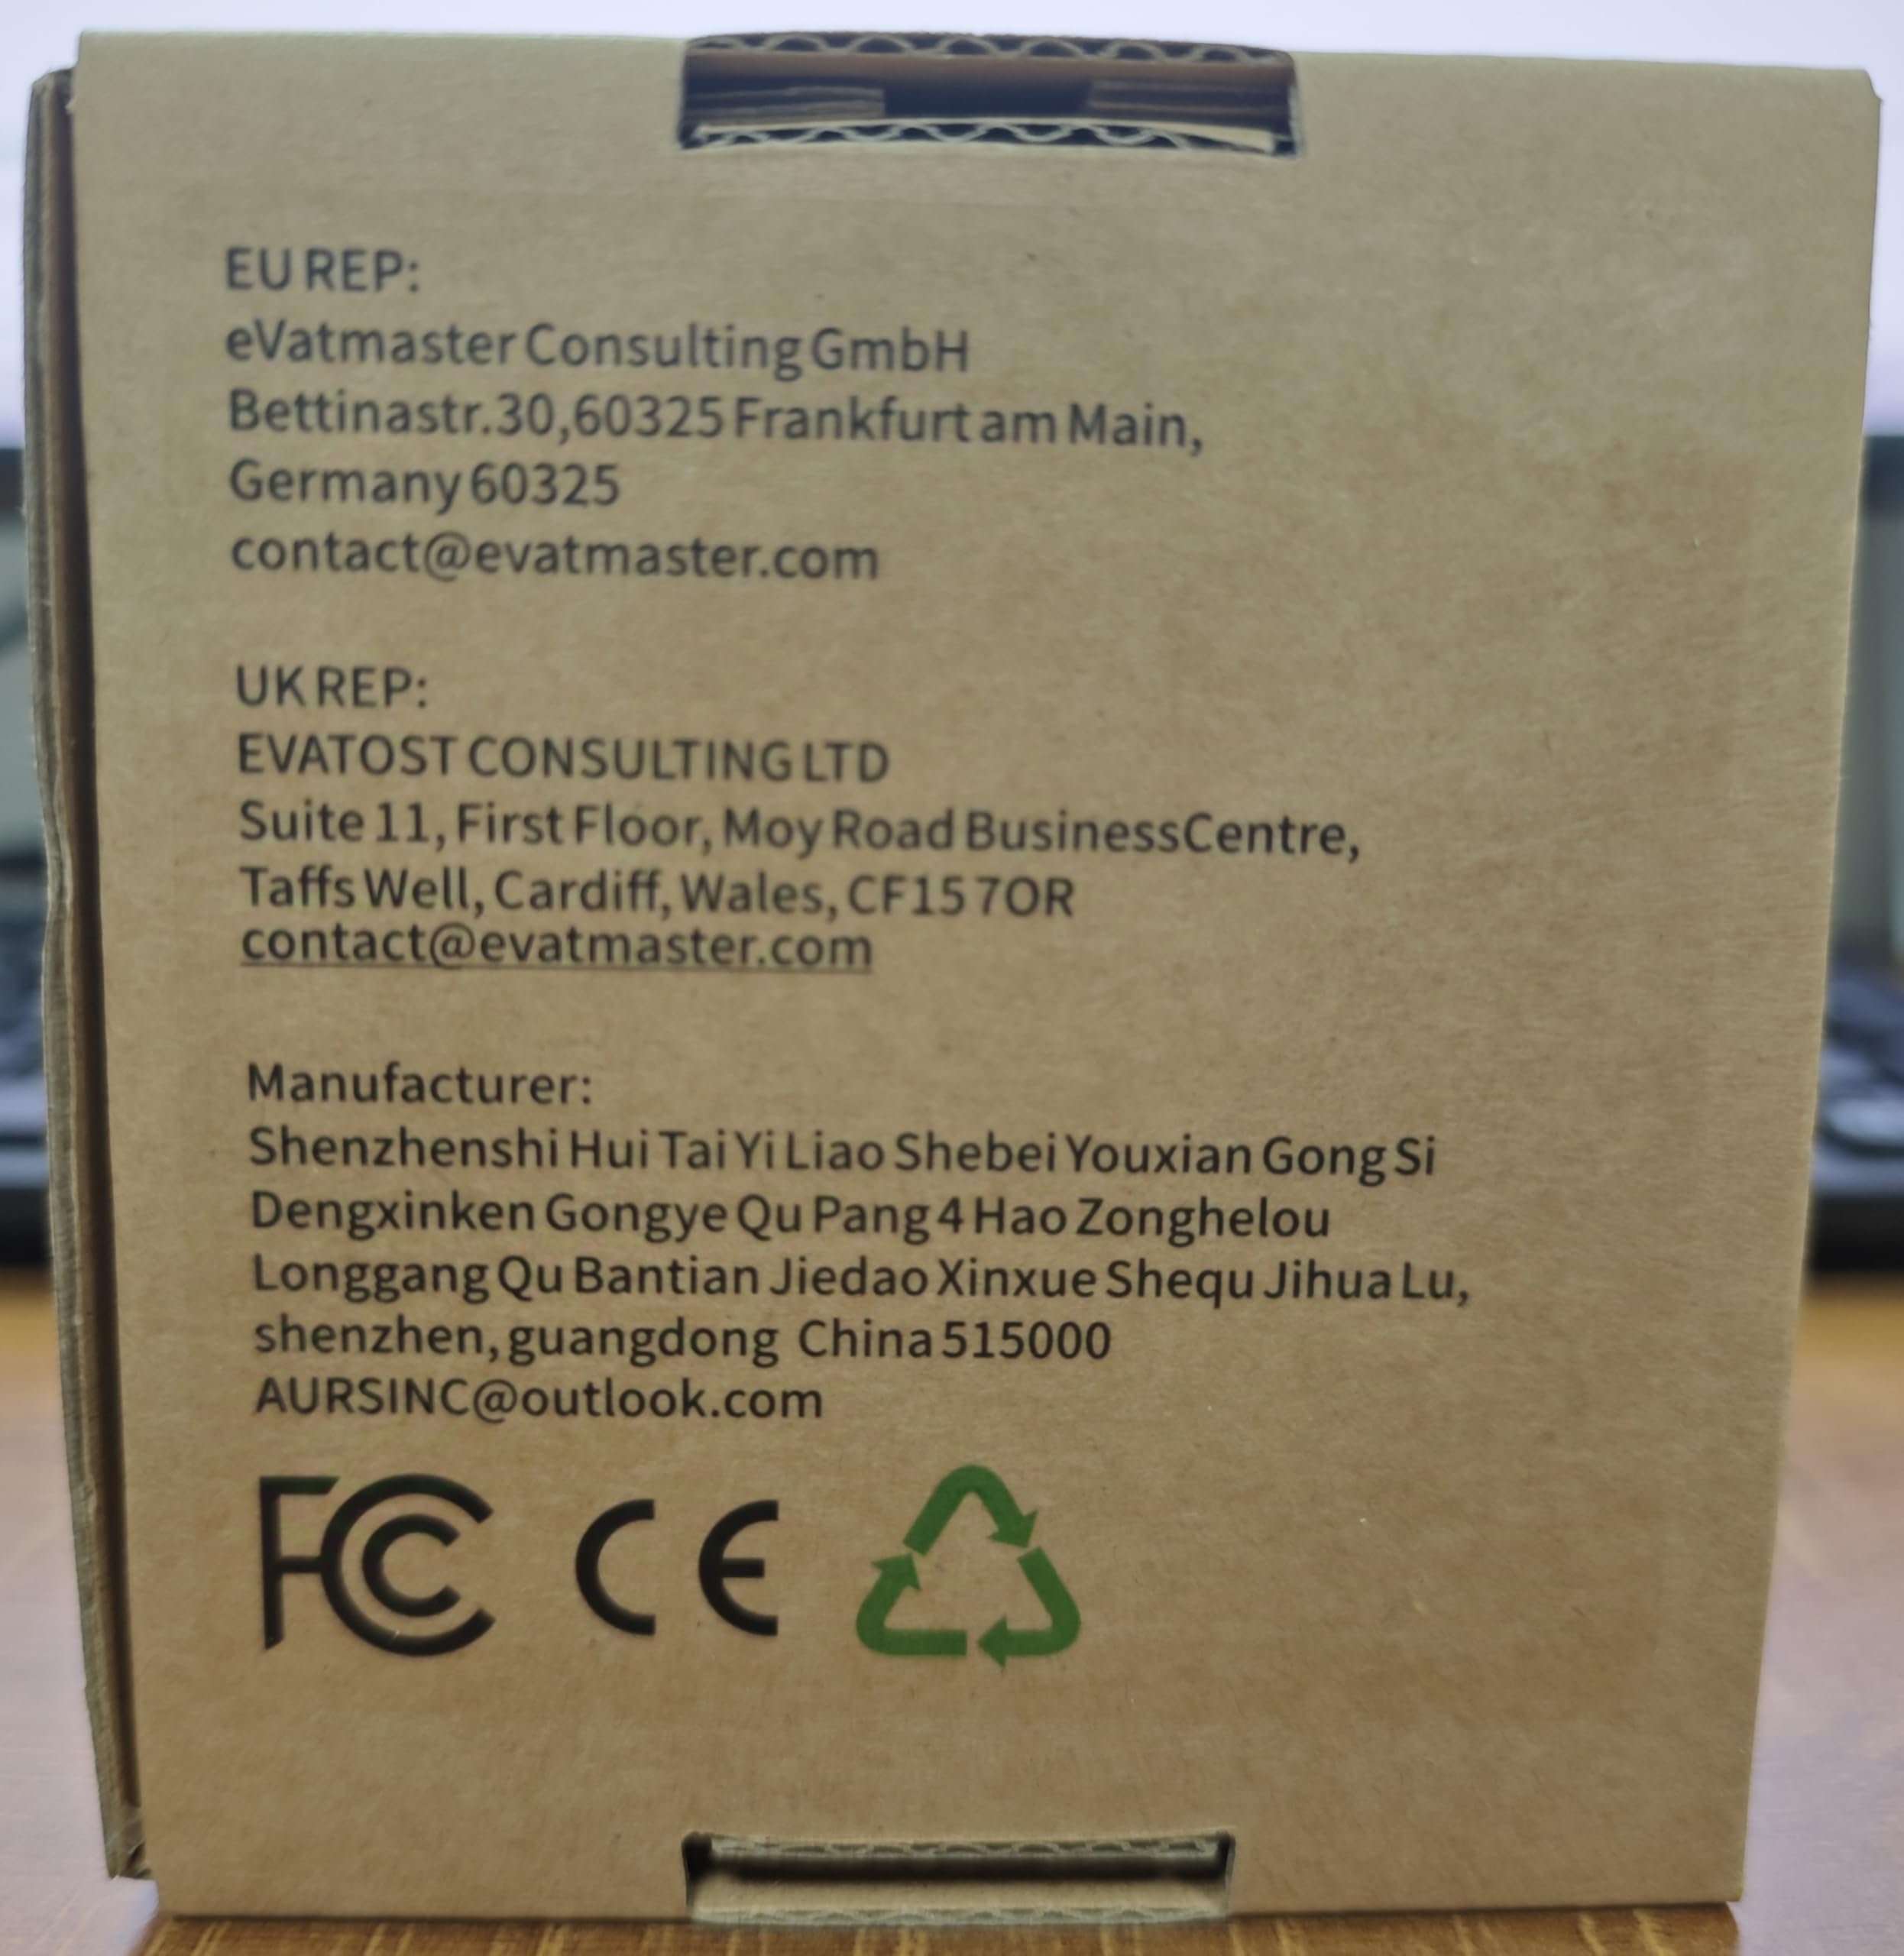 EU REP:
eVatmaster Consulting GmbH
Bettinastr.30,60325 Frankfurt am Main,
Germany 60325
contact@evatmaster.com
UK REP:
EVATOST CONSULTING LTD
Suite 11, First Floor, Moy Road BusinessCentre,
Taffs Well, Cardiff, Wales, CF15 7OR
contact@evatmaster.com
Manufacturer:
Shenzhenshi Hui Tai Yi Liao Shebei Youxian Gong Si
Dengxinken Gongye Qu Pang 4 Hao Zonghelou
Longgang Qu Bantian Jiedao Xinxue Shequ Jihua Lu,
shenzhen, guangdong China 515000
AURSINC@outlook.com
FC CE